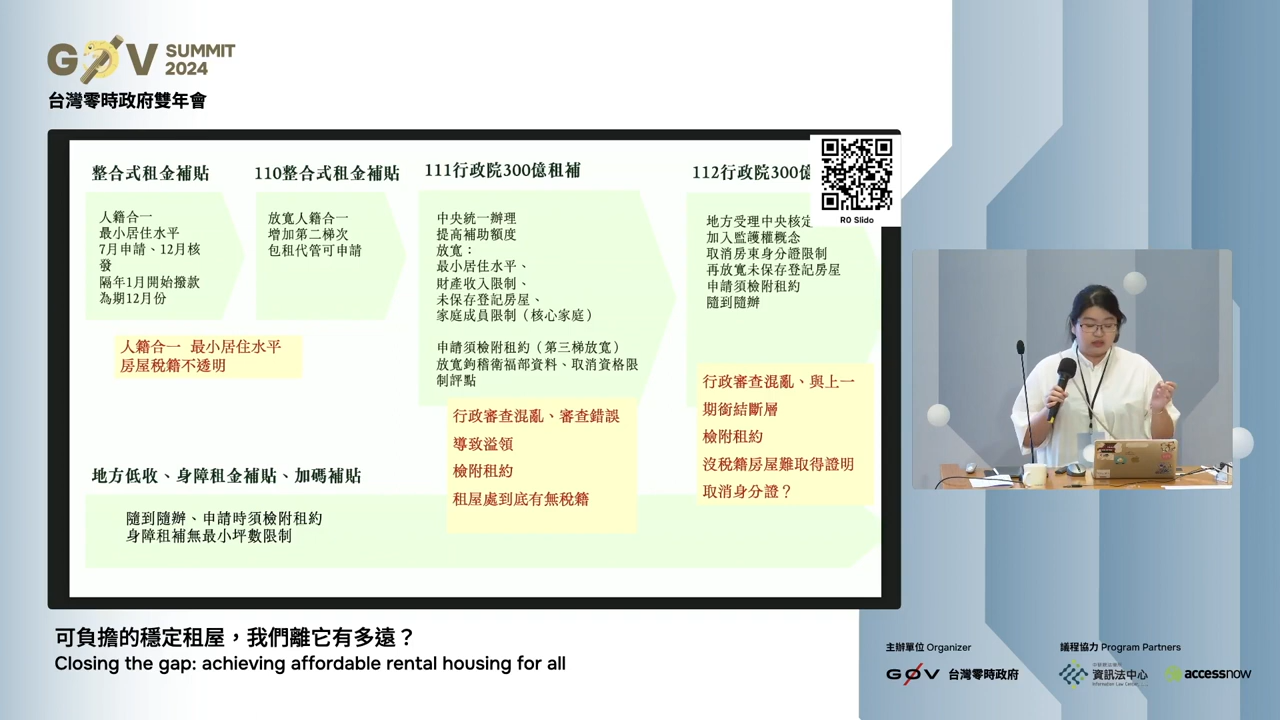 G0V SUMMIT 2024
台灣零時政府雙年會
整合式租金補貼
人籍合一
最小居住水平
7月申請、12月核
發
隔年1月開始撥款
為期12月份
人籍合一 最小居住水平
房屋稅籍不透明
110整合式租金補貼
放寬人籍合一
增加第二梯次
包租代管可申請
111行政院300億租補
中央統一辦理
提高補助額度
放寬：
最小居住水平、
財產收入限制、
未保存登記房屋、
家庭成員限制（核心家庭）
申請須檢附租約（第三梯放寬）
放寬鉤稽衛福部資料、取消資格限
制評點
行政審查混亂、審查錯誤
導致溢領
檢附租約
租屋處到底有無稅籍
112行政院300億
地方受理中央核定
加入監護權概念
取消房東身分證限制
再放寬未保存登記房屋
申請須檢附租約
隨到隨辦
行政審查混亂、與上一
期銜結斷層
檢附租約
沒稅籍房屋難取得證明
取消身分證？
R0 Slido
地方低收、身障租金補貼、加碼補貼
隨到隨辦、申請時須檢附租約
身障租補無最小坪數限制
可負擔的穩定租屋，我們離它有多遠？
Closing the gap: achieving affordable rental housing for all
主辦單位 Organizer
G0V 台灣零時政府
議程協力 Program Partners
資訊法中心
Information Law Center
accessnow